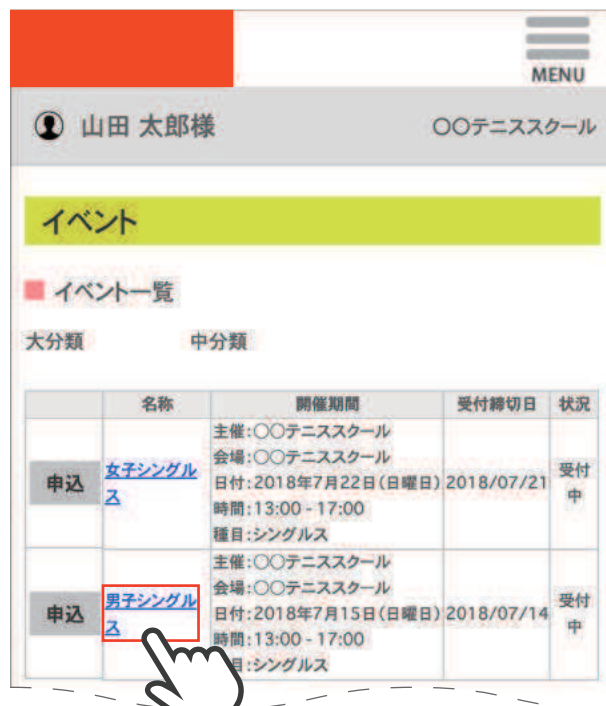 MENU
山田 太郎様
○○テニススクール
イベント
イベント一覧
大分類 中分類
名称 開催期間 受付締切日 状況
申込
女子シングル
ス
主催:○○テニススクール
会場:○○テニススクール
日付:2018年7月22日(日曜日)
時間:13:00 - 17:00
種目:シングルス
2018/07/21
受付
中
申込
男子シングル
ス
主催:○○テニススクール
会場:○○テニススクール
日付:2018年7月15日(日曜日)
時間:13:00 - 17:00
目:シングルス
2018/07/14
受付
中